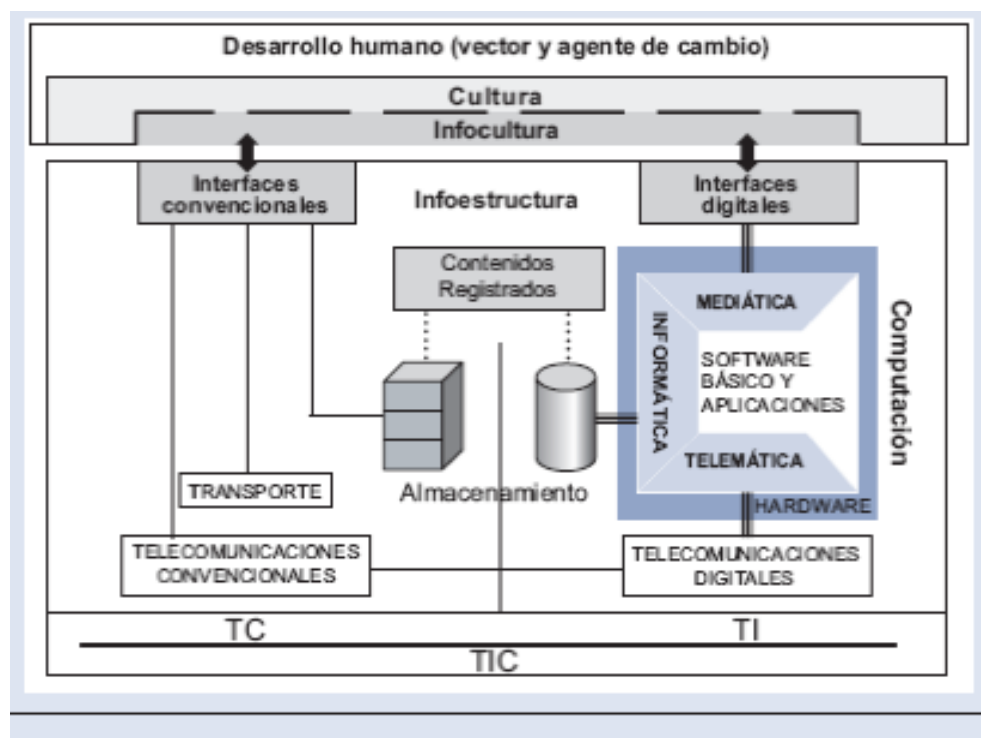 Desarrollo humano (vector y agente de cambio)
Cultura
Infocultura
Interfaces
convencionales
Infoestructura
Interfaces
digitales
Contenidos
Registrados
MEDIÁTICA
INFORMÁTICA
SOFTWARE
BÁSICO Y
APLICACIONES
TELEMÁTICA
HARDWARE
Computación
Almacenamiento
TRANSPORTE
TELECOMUNICACIONES
CONVENCIONALES
TELECOMUNICACIONES
DIGITALES
TC
TI
TIC